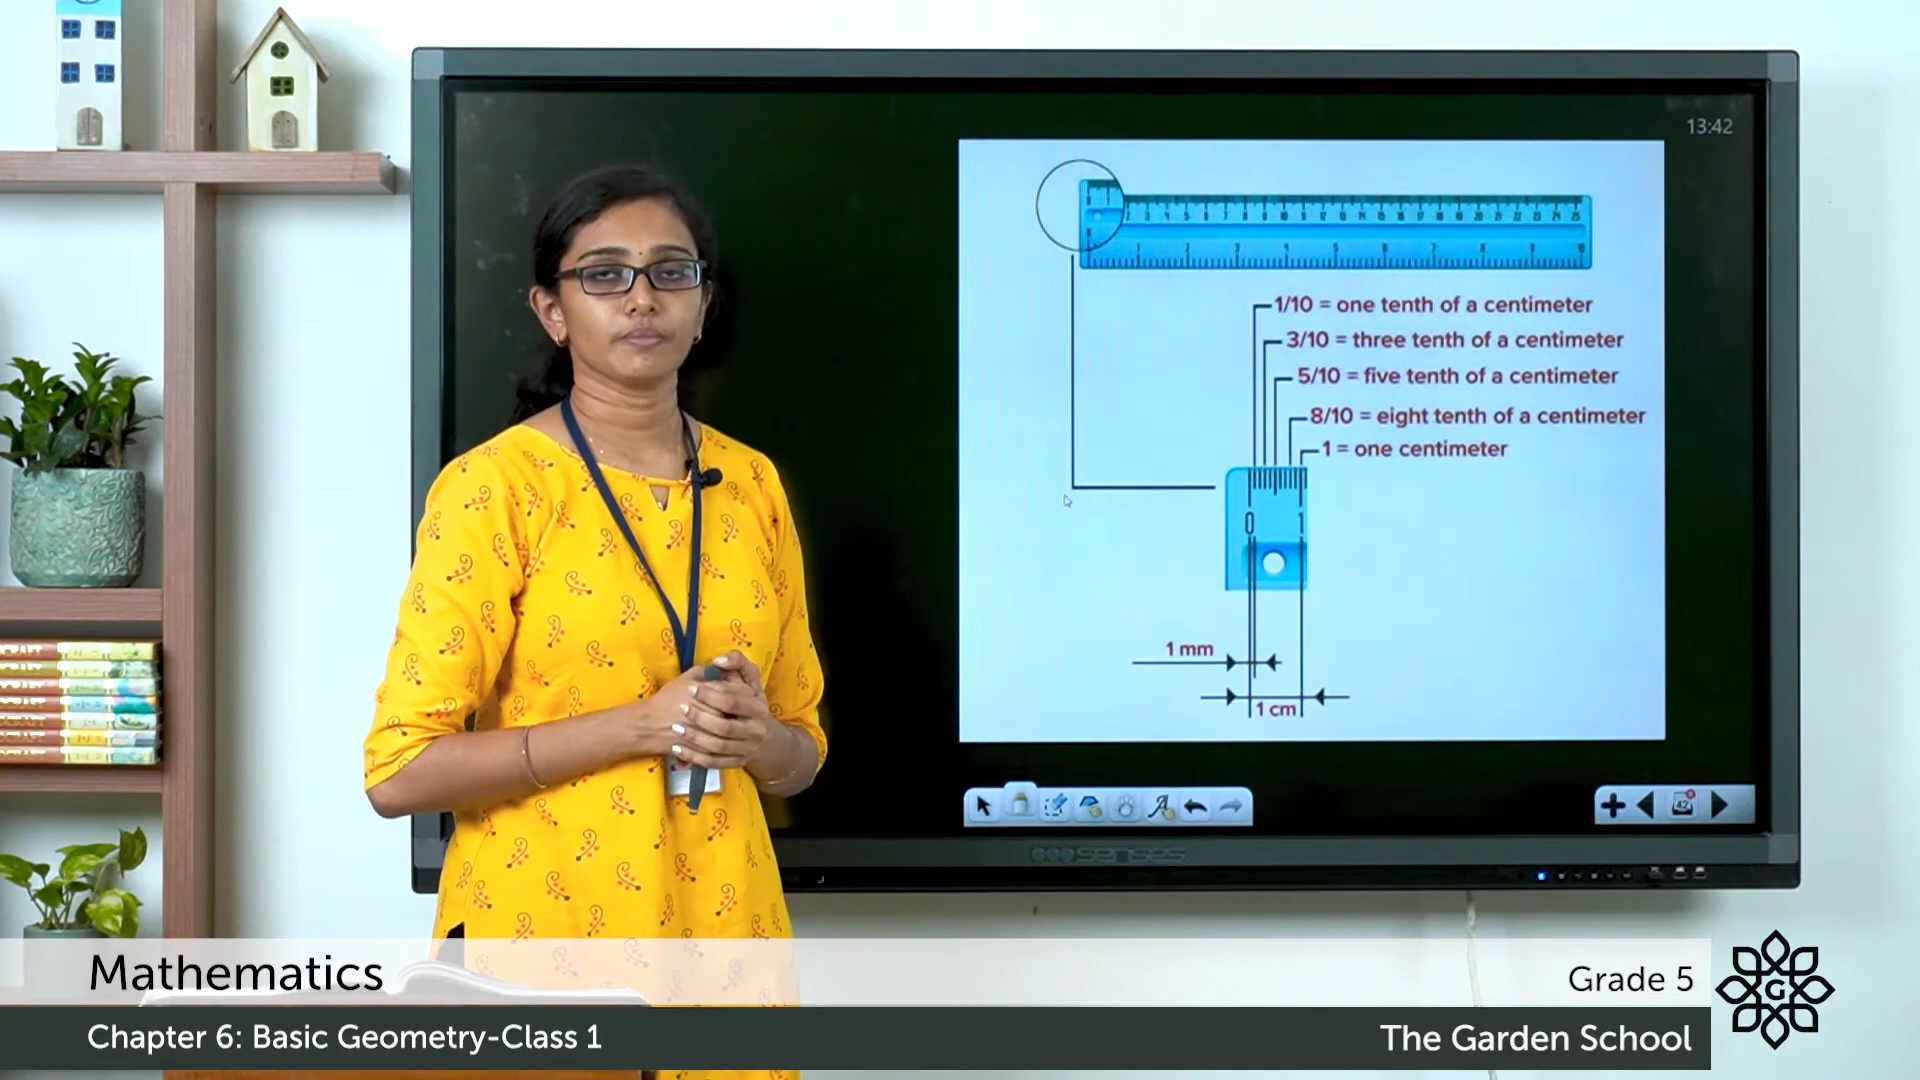 13:42
1/10 = one tenth of a centimeter
3/10 = three tenth of a centimeter
5/10 = five tenth of a centimeter
8/10 = eight tenth of a centimeter
1 = one centimeter
0 1
1 mm
1 cm
42
senses
Mathematics
Grade 5
G
Chapter 6: Basic Geometry-Class 1
The Garden School